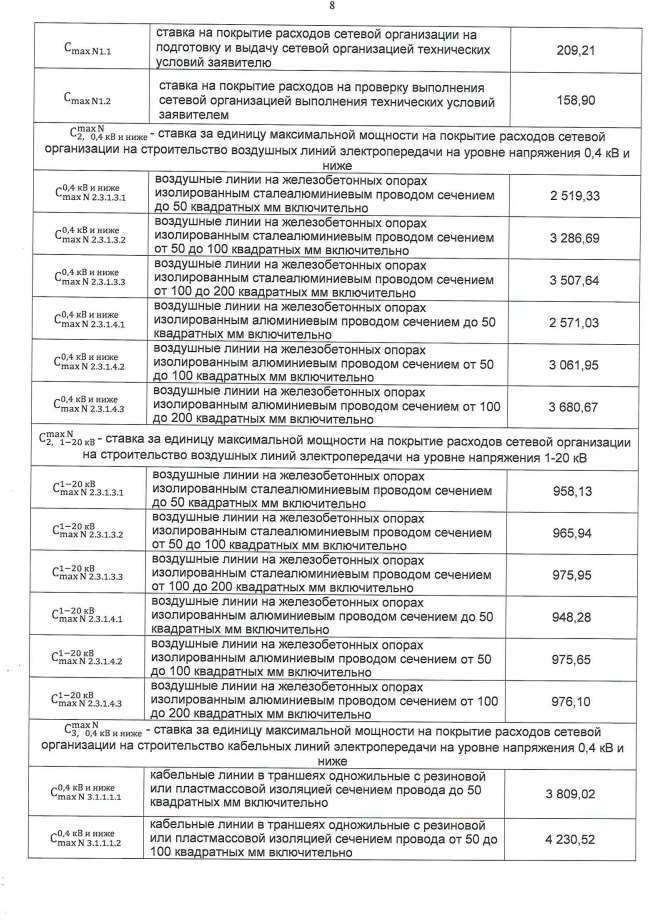 8
C max N1.1
ставка на покрытие расходов сетевой организации на
подготовку и выдачу сетевой организацией технических
условий заявителю
209,21
C max N1.2
ставка на покрытие расходов на проверку выполнения
сетевой организацией выполнения технических условий
заявителем
158,90
C max N 2, 0,4 кВ и ниже - ставка за единицу максимальной мощности на покрытие расходов сетевой
организации на строительство воздушных линий электропередачи на уровне напряжения 0,4 кВ и
ниже
C 0,4 кВ и ниже max N 2.3.1.3.1
воздушные линии на железобетонных опорах
изолированным сталеалюминиевым проводом сечением
до 50 квадратных мм включительно
2 519,33
C 0,4 кВ и ниже max N 2.3.1.3.2
воздушные линии на железобетонных опорах
изолированным сталеалюминиевым проводом сечением
от 50 до 100 квадратных мм включительно
3 286,69
C 0,4 кВ и ниже max N 2.3.1.3.3
воздушные линии на железобетонных опорах
изолированным сталеалюминиевым проводом сечением
от 100 до 200 квадратных мм включительно
3 507,64
C 0,4 кВ и ниже max N 2.3.1.4.1
воздушные линии на железобетонных опорах
изолированным алюминиевым проводом сечением до 50
квадратных мм включительно
2 571,03
C 0,4 кВ и ниже max N 2.3.1.4.2
воздушные линии на железобетонных опорах
изолированным алюминиевым проводом сечением от 50
до 100 квадратных мм включительно
3 061,95
C 0,4 кВ и ниже max N 2.3.1.4.3
воздушные линии на железобетонных опорах
изолированным алюминиевым проводом сечением от 100
до 200 квадратных мм включительно
3 680,67
C max N 2, 1−20 кВ - ставка за единицу максимальной мощности на покрытие расходов сетевой организации
на строительство воздушных линий электропередачи на уровне напряжения 1-20 кВ
C 1−20 кВ max N 2.3.1.3.1
воздушные линии на железобетонных опорах
изолированным сталеалюминиевым проводом сечением
до 50 квадратных мм включительно
958,13
C 1−20 кВ max N 2.3.1.3.2
воздушные линии на железобетонных опорах
изолированным сталеалюминиевым проводом сечением
от 50 до 100 квадратных мм включительно
965,94
C 1−20 кВ max N 2.3.1.3.3
воздушные линии на железобетонных опорах
изолированным сталеалюминиевым проводом сечением
от 100 до 200 квадратных мм включительно
975,95
C 1−20 кВ max N 2.3.1.4.1
воздушные линии на железобетонных опорах
изолированным алюминиевым проводом сечением до 50
квадратных мм включительно
948,28
C 1−20 кВ max N 2.3.1.4.2
воздушные линии на железобетонных опорах
изолированным алюминиевым проводом сечением от 50
до 100 квадратных мм включительно
975,65
C 1−20 кВ max N 2.3.1.4.3
воздушные линии на железобетонных опорах
изолированным алюминиевым проводом сечением от 100
до 200 квадратных мм включительно
976,10
C max N 3, 0,4 кВ и ниже - ставка за единицу максимальной мощности на покрытие расходов сетевой
организации на строительство кабельных линий электропередачи на уровне напряжения 0,4 кВ и
ниже
C 0,4 кВ и ниже max N 3.1.1.1.1
кабельные линии в траншеях одножильные с резиновой
или пластмассовой изоляцией сечением провода до 50
квадратных мм включительно
3 809,02
C 0,4 кВ и ниже max N 3.1.1.1.2
кабельные линии в траншеях одножильные с резиновой
или пластмассовой изоляцией сечением провода от 50 до
100 квадратных мм включительно
4 230,52